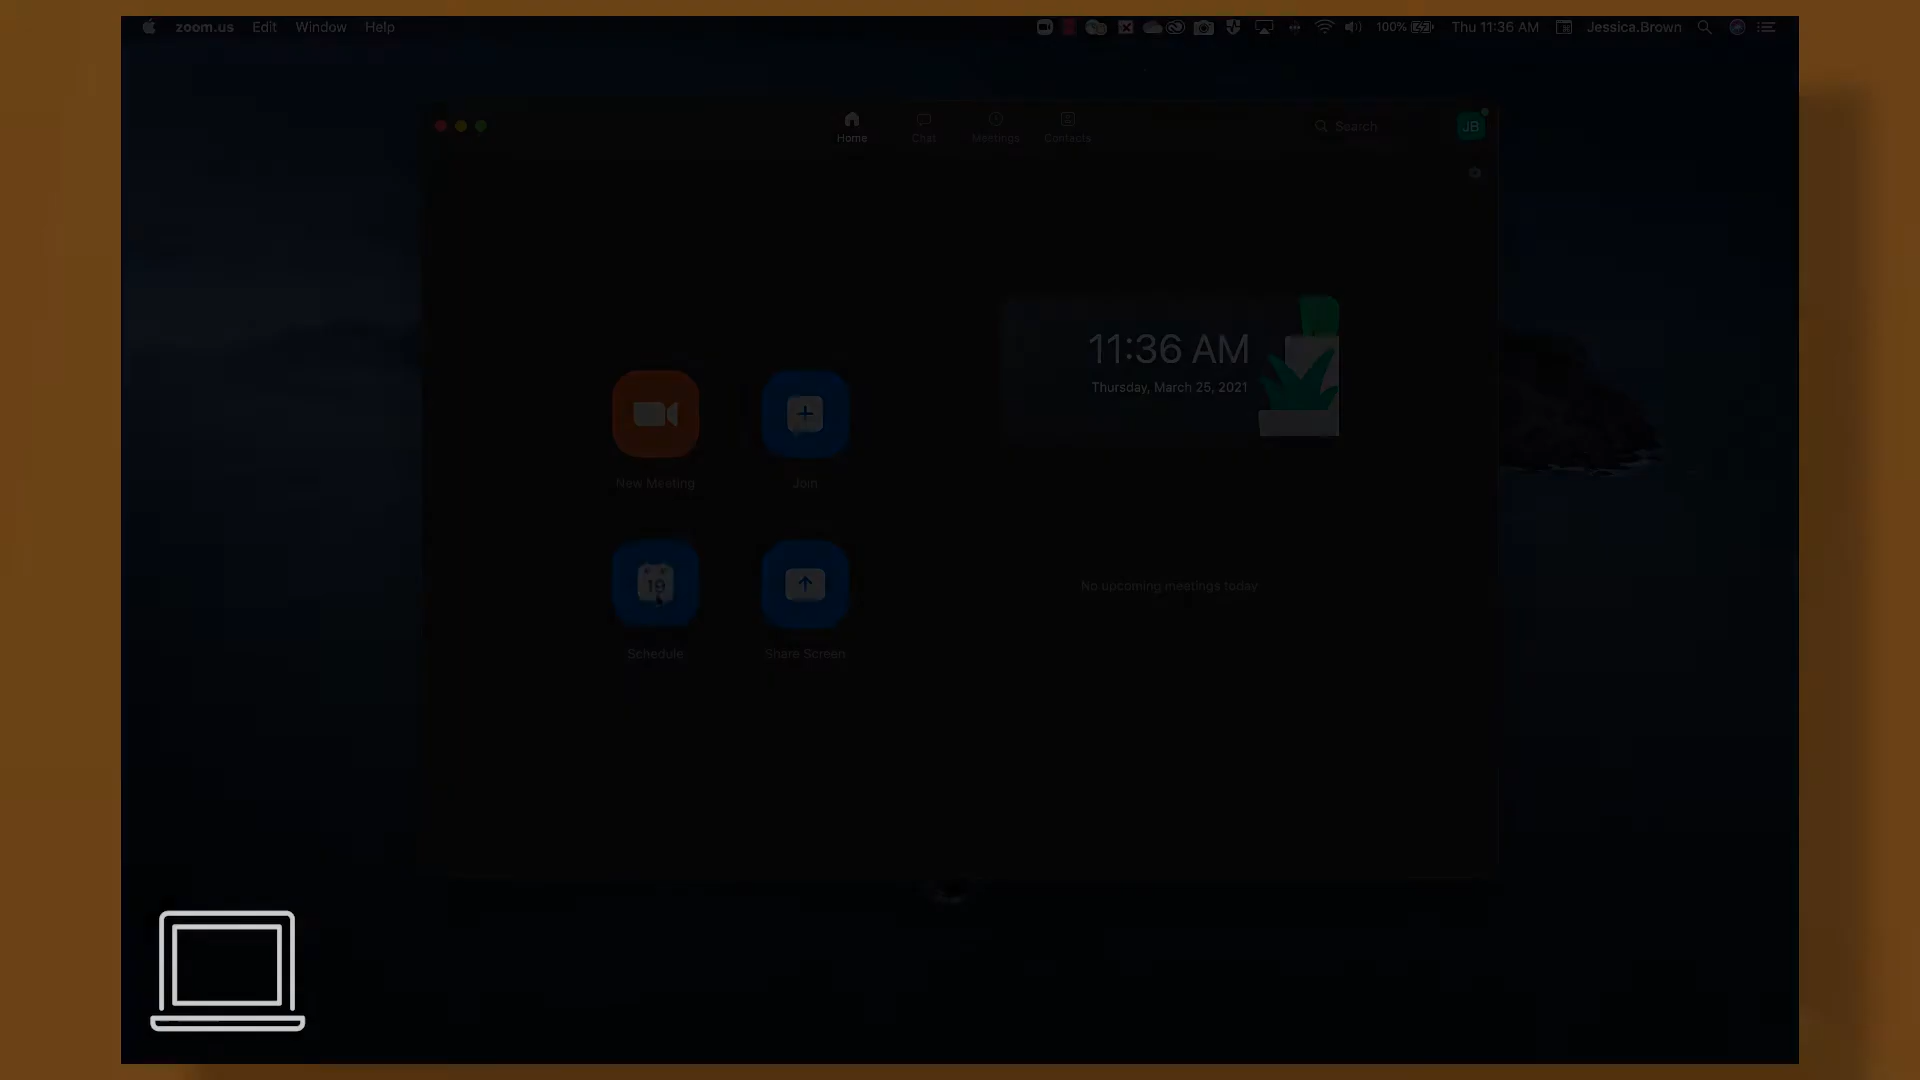 zoom.us Edit Window Help 100% Thu 11:36 AM Jessica.Brown
Home Chat Meetings Contacts
Search
JB
11:36 AM
Thursday, March 25, 2021
New Meeting Join
19
No upcoming meetings today
Schedule Share Screen